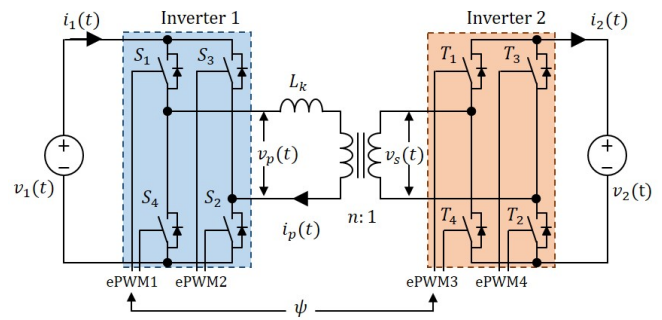 Inverter 1
Inverter 2
i₁(t)
i₂(t)
S₁
S₃
T₁
T₃
Lₖ
vₚ(t)
vₛ(t)
v₁(t)
v₂(t)
S₄
S₂
T₄
T₂
iₚ(t)
n: 1
ePWM1 ePWM2
ePWM3 ePWM4
ψ